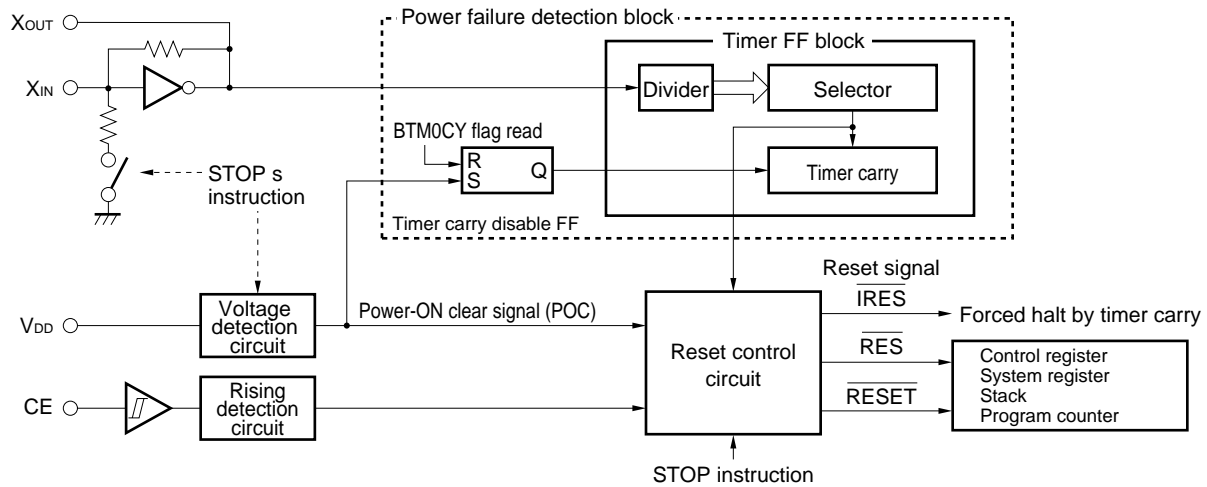 Power failure detection block
XOUT
Timer FF block
XIN
Divider
Selector
BTM0CY flag read
R
S
Q
Timer carry
STOP s
instruction
Timer carry disable FF
Reset signal
IRES
Forced halt by timer carry
VDD
Voltage
detection
circuit
Power-ON clear signal (POC)
Reset control
circuit
RES
Control register
System register
Stack
Program counter
RESET
CE
Rising
detection
circuit
STOP instruction